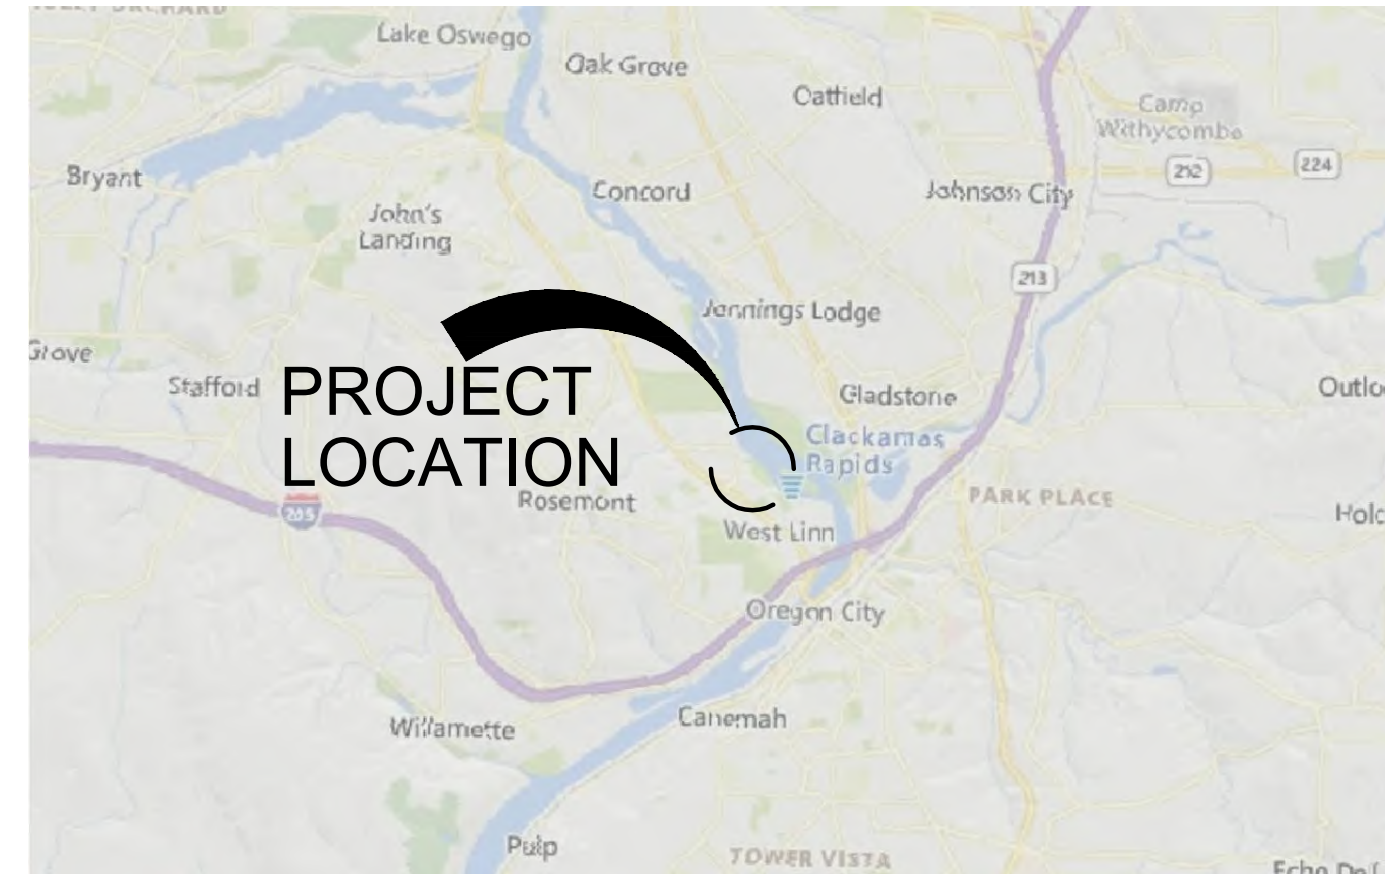 Lake Oswego
Oak Grove
Oatfield
Camp
Withycombe
212
224
Bryant
Concord
Johnson City
John's
Landing
213
Jennings Lodge
Grove
Stafford
PROJECT
LOCATION
Gladstone
Outlo
Clackamas
Rapids
205
Rosemont
PARK PLACE
Holc
West Linn
Oregon City
Willamette
Canemah
Pulp
TOWER VISTA